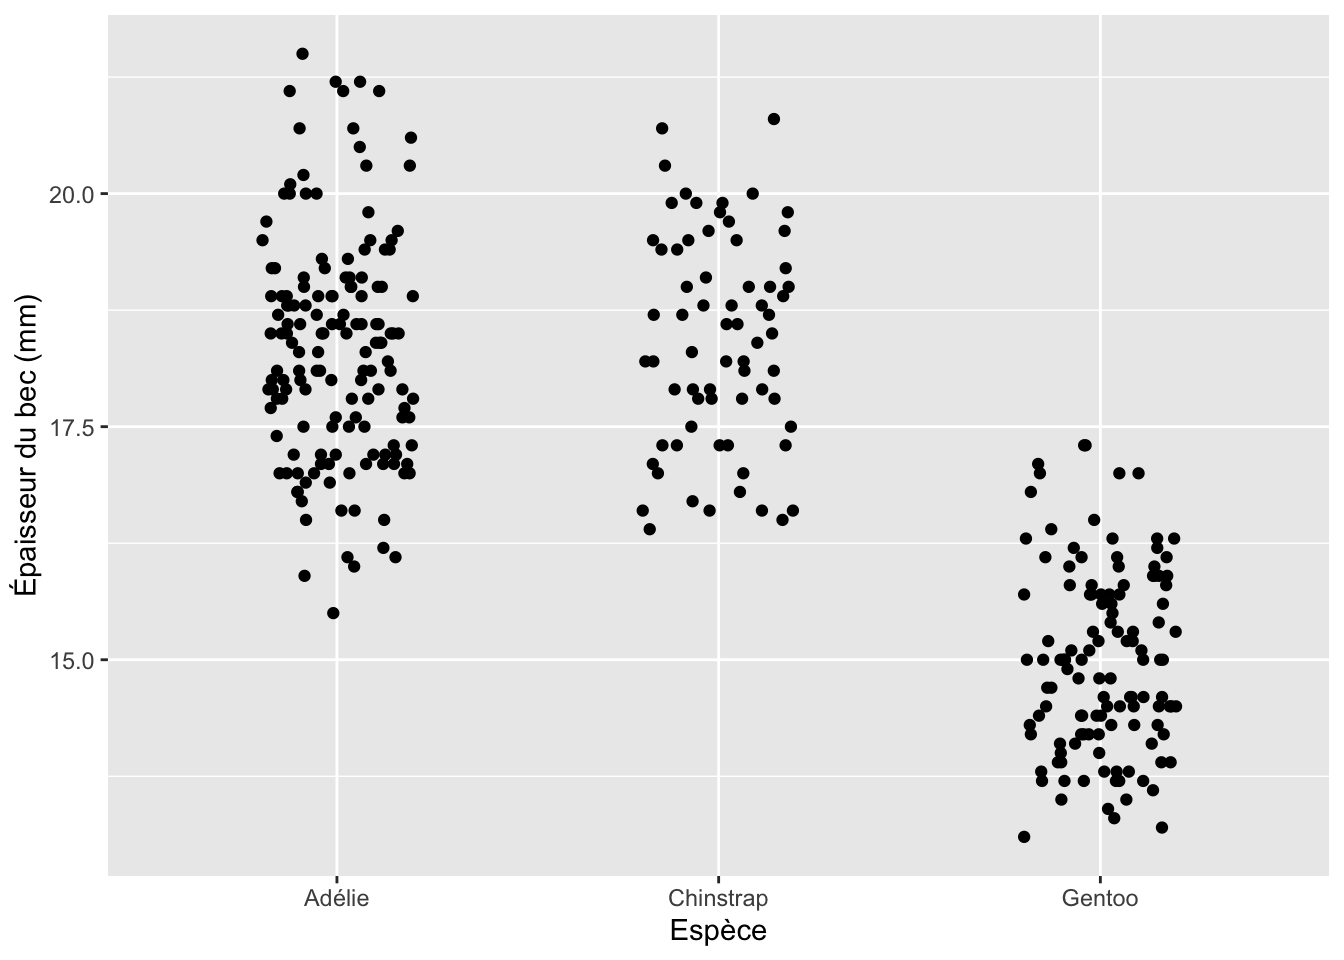 Épaisseur du bec (mm)
20.0
17.5
15.0
Adélie
Chinstrap
Gentoo
Espèce